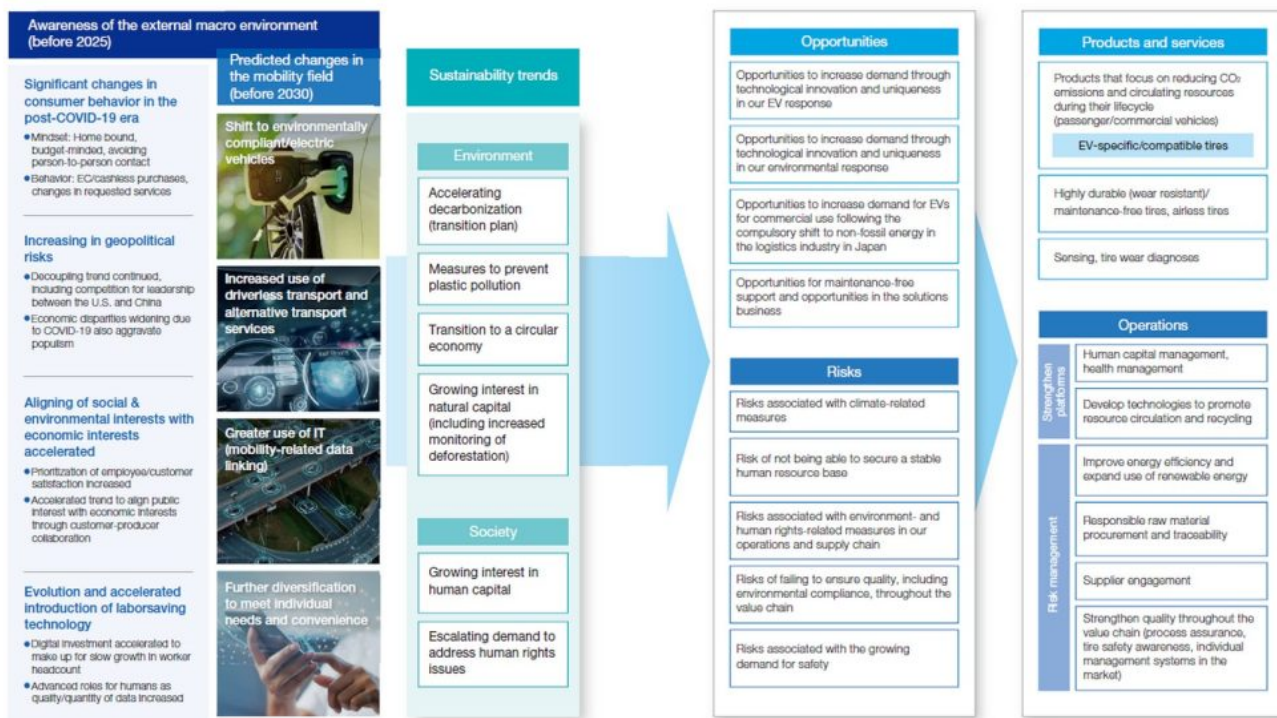 Awareness of the external macro environment
(before 2025)
Significant changes in
consumer behavior in the
post-COVID-19 era
●Mindset: Home bound,
budget-minded, avoiding
person-to-person contact
●Behavior: EC/cashless purchases,
changes in requested services
Increasing in geopolitical
risks
●Decoupling trend continued,
including competition for leadership
between the U.S. and China
●Economic disparities widening due
to COVID-19 also aggravate
populism
Aligning of social &
environmental interests with
economic interests
accelerated
●Prioritization of employee/customer
satisfaction increased
●Accelerated trend to align public
interest with economic interests
through customer-producer
collaboration
Evolution and accelerated
introduction of laborsaving
technology
●Digital investment accelerated to
make up for slow growth in worker
headcount
●Advanced roles for humans as
quality/quantity of data increased
Predicted changes in
the mobility field
(before 2030)
Shift to environmentally
compliant/electric
vehicles
Increased use of
driverless transport and
alternative transport
services
Greater use of IT
(mobility-related data
linking)
Further diversification
to meet individual
needs and convenience
Sustainability trends
Environment
Accelerating
decarbonization
(transition plan)
Measures to prevent
plastic pollution
Transition to a circular
economy
Growing interest in
natural capital
(including increased
monitoring of
deforestation)
Society
Growing interest in
human capital
Escalating demand to
address human rights
issues
Opportunities
Opportunities to increase demand through
technological innovation and uniqueness
in our EV response
Opportunities to increase demand through
technological innovation and uniqueness
in our environmental response
Opportunities to increase demand for EVs
for commercial use following the
compulsory shift to non-fossil energy in
the logistics industry in Japan
Opportunities for maintenance-free
support and opportunities in the solutions
business
Risks
Risks associated with climate-related
measures
Risk of not being able to secure a stable
human resource base
Risks associated with environment- and
human rights-related measures in our
operations and supply chain
Risks of failing to ensure quality, including
environmental compliance, throughout the
value chain
Risks associated with the growing
demand for safety
Products and services
Products that focus on reducing CO₂
emissions and circulating resources
during their lifecycle
(passenger/commercial vehicles)
EV-specific/compatible tires
Highly durable (wear resistant)/
maintenance-free tires, airless tires
Sensing, tire wear diagnoses
Operations
Strengthen
platforms
Human capital management,
health management
Develop technologies to promote
resource circulation and recycling
Risk management
Improve energy efficiency and
expand use of renewable energy
Responsible raw material
procurement and traceability
Supplier engagement
Strengthen quality throughout the
value chain (process assurance,
tire safety awareness, individual
management systems in the
market)